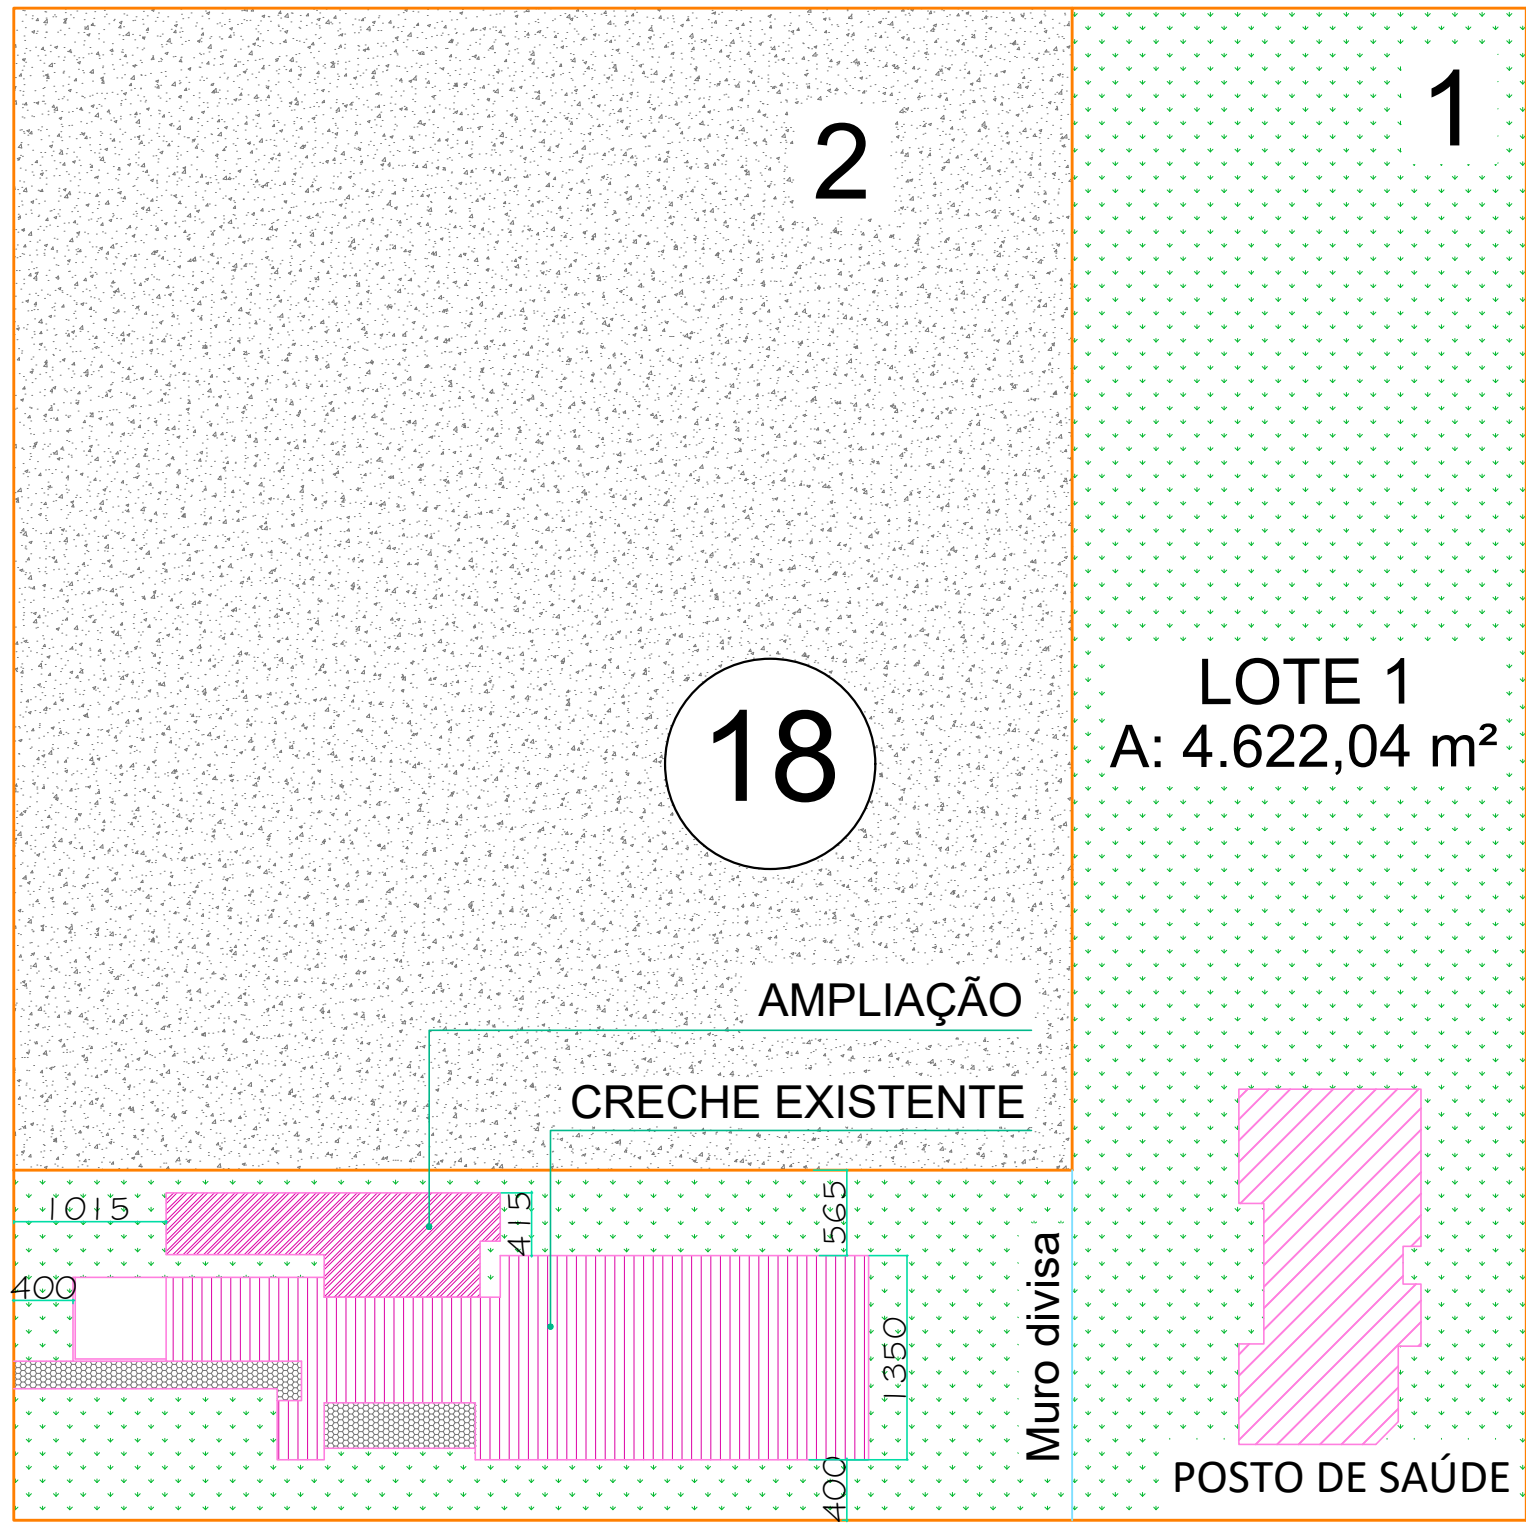 1
2
LOTE 1
A: 4.622,04 m²
18
AMPLIAÇÃO
CRECHE EXISTENTE
1015
415
565
400
Muro divisa
1350
400
POSTO DE SAÚDE